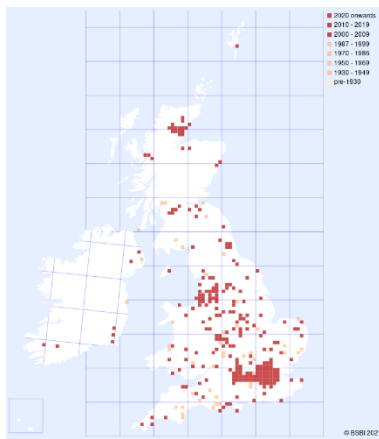 2020 onwards
2010 - 2019
2000 - 2009
1987 - 1999
1970 - 1986
1950 - 1969
1930 - 1949
pre-1930
© BSBI 202